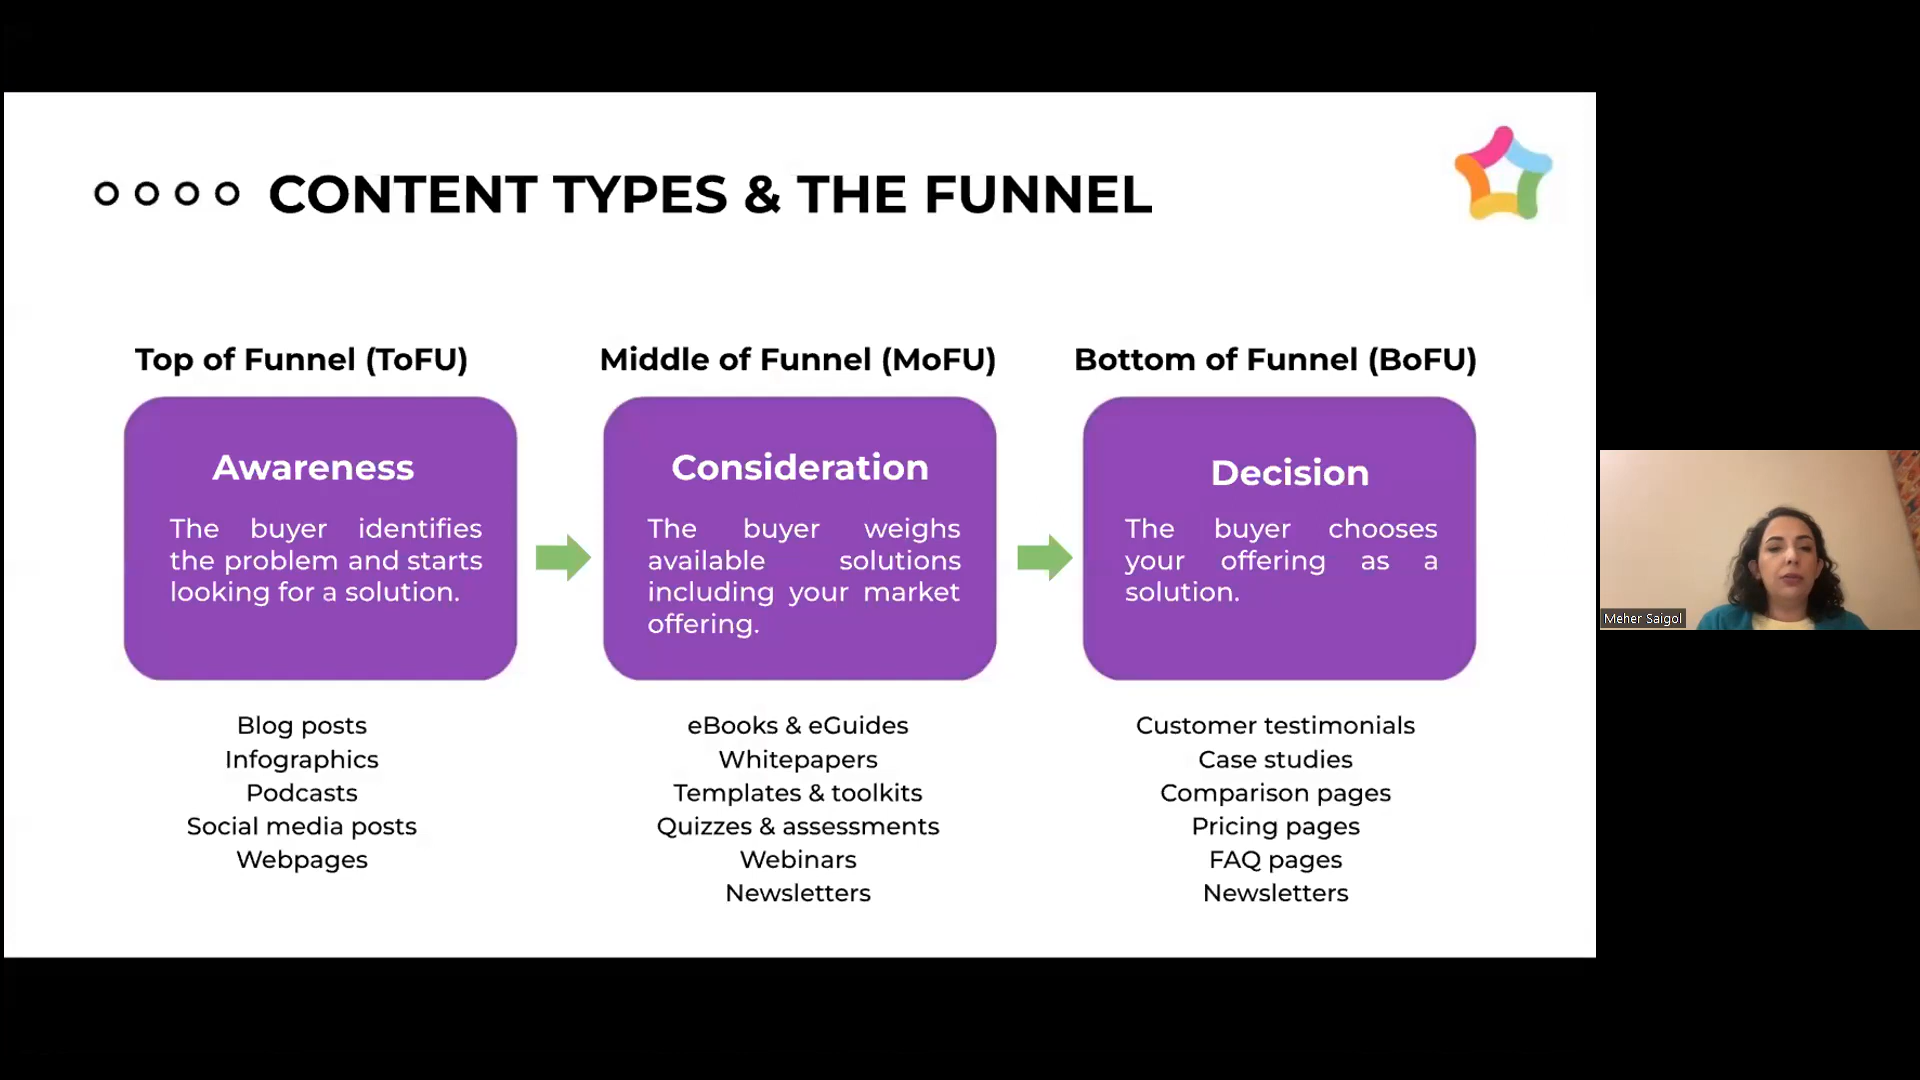 CONTENT TYPES & THE FUNNEL
Top of Funnel (ToFU)
Awareness
The buyer identifies
the problem and starts
looking for a solution.
Blog posts
Infographics
Podcasts
Social media posts
Webpages
Middle of Funnel (MoFU)
Consideration
The buyer weighs
available solutions
including your market
offering.
eBooks & eGuides
Whitepapers
Templates & toolkits
Quizzes & assessments
Webinars
Newsletters
Bottom of Funnel (BoFU)
Decision
The buyer chooses
your offering as a
solution.
Customer testimonials
Case studies
Comparison pages
Pricing pages
FAQ pages
Newsletters
Meher Saigol